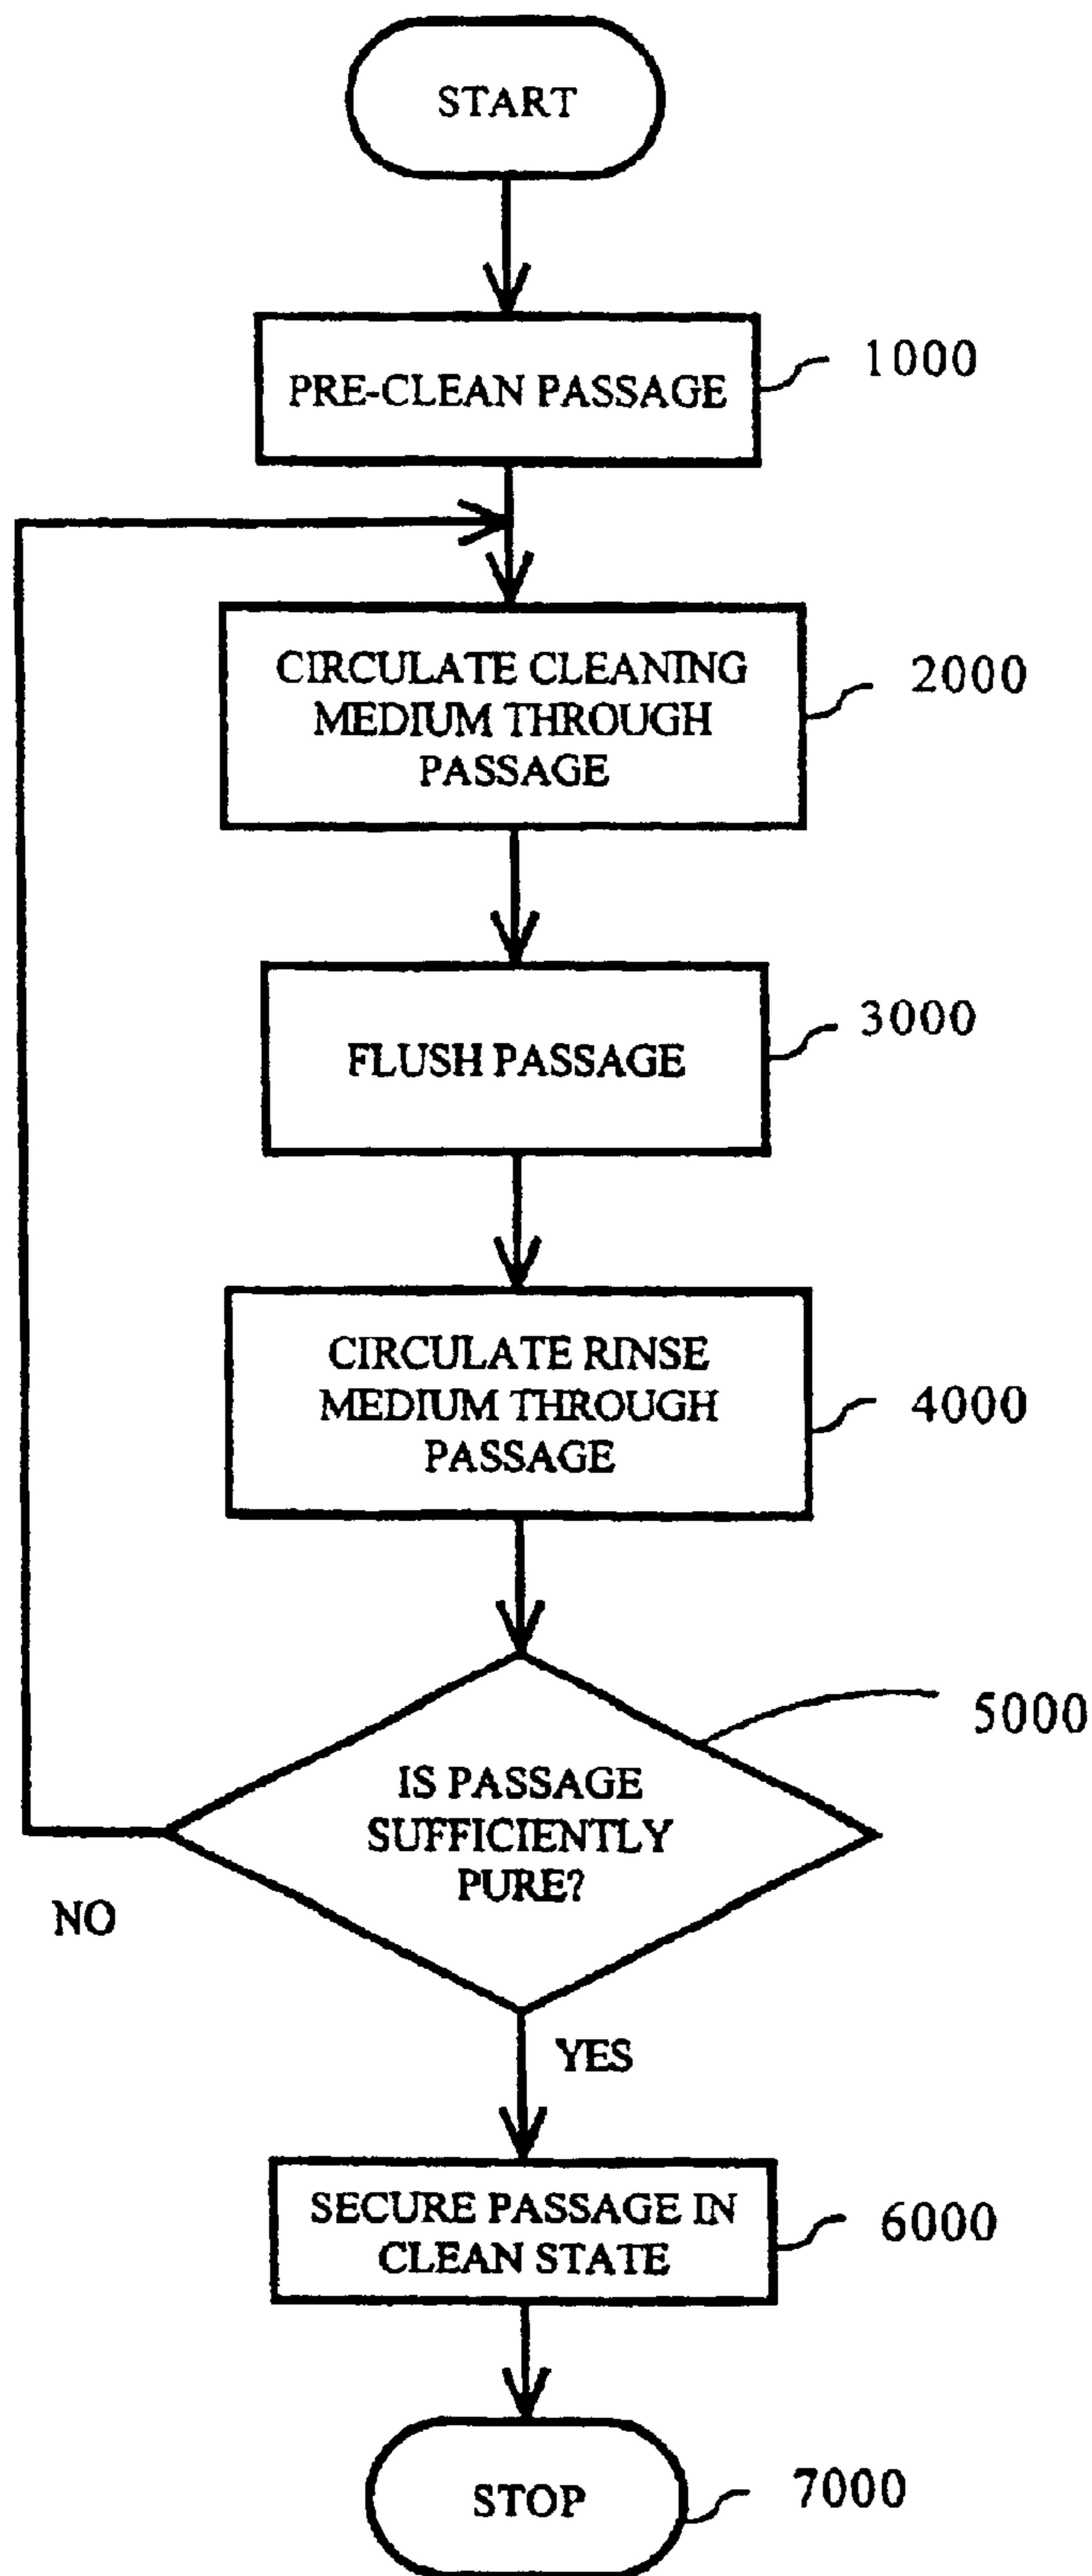 START
PRE-CLEAN PASSAGE
1000
CIRCULATE CLEANING
MEDIUM THROUGH
PASSAGE
2000
FLUSH PASSAGE
3000
CIRCULATE RINSE
MEDIUM THROUGH
PASSAGE
4000
IS PASSAGE
SUFFICIENTLY
PURE?
5000
NO
YES
SECURE PASSAGE IN
CLEAN STATE
6000
STOP
7000